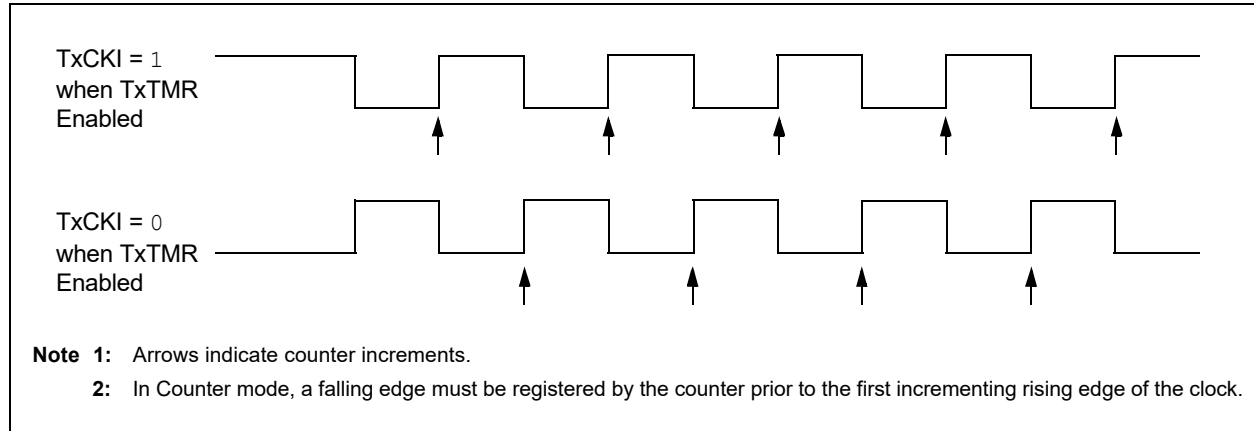 TxCKI = 1
when TxTMR
Enabled
TxCKI = 0
when TxTMR
Enabled
Note 1: Arrows indicate counter increments.
2: In Counter mode, a falling edge must be registered by the counter prior to the first incrementing rising edge of the clock.